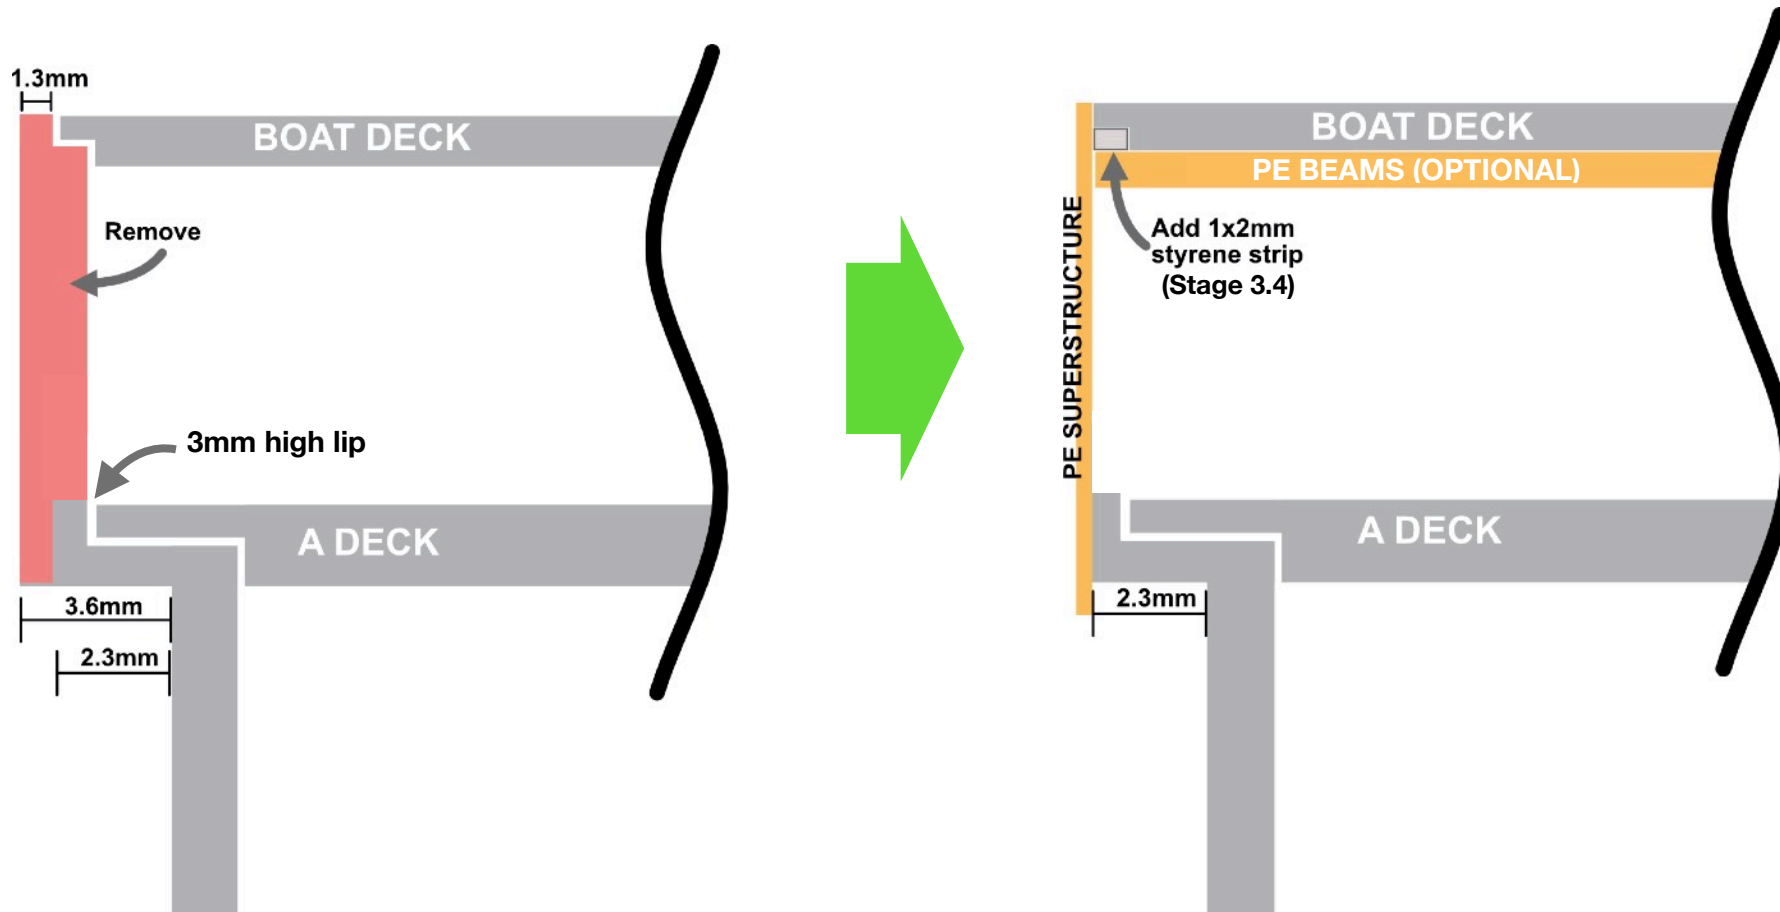 1.3mm
BOAT DECK
Remove
3mm high lip
A DECK
3.6mm
2.3mm
BOAT DECK
PE BEAMS (OPTIONAL)
PE SUPERSTRUCTURE
Add 1x2mm
styrene strip
(Stage 3.4)
A DECK
2.3mm